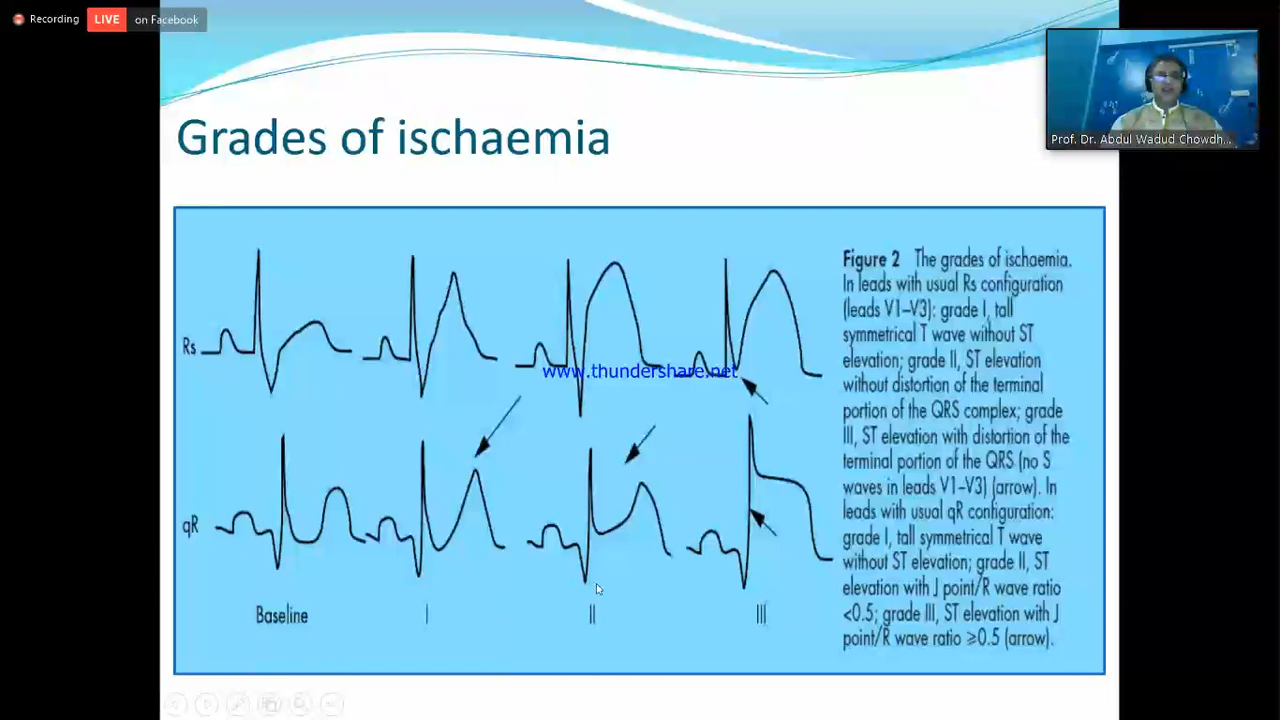 Recording
LIVE on Facebook
Prof. Dr. Abdul Wadud Chowdh...
Grades of ischaemia
Rs
www.thundershare.net
qR
Baseline
I
II
III
Figure 2 The grades of ischaemia.
In leads with usual Rs configuration
(leads V1–V3): grade I, tall
symmetrical T wave without ST
elevation; grade II, ST elevation
without distortion of the terminal
portion of the QRS complex; grade
III, ST elevation with distortion of the
terminal portion of the QRS (no S
waves in leads V1–V3) (arrow). In
leads with usual qR configuration:
grade I, tall symmetrical T wave
without ST elevation; grade II, ST
elevation with J point/R wave ratio
<0.5; grade III, ST elevation with J
point/R wave ratio ≥0.5 (arrow).